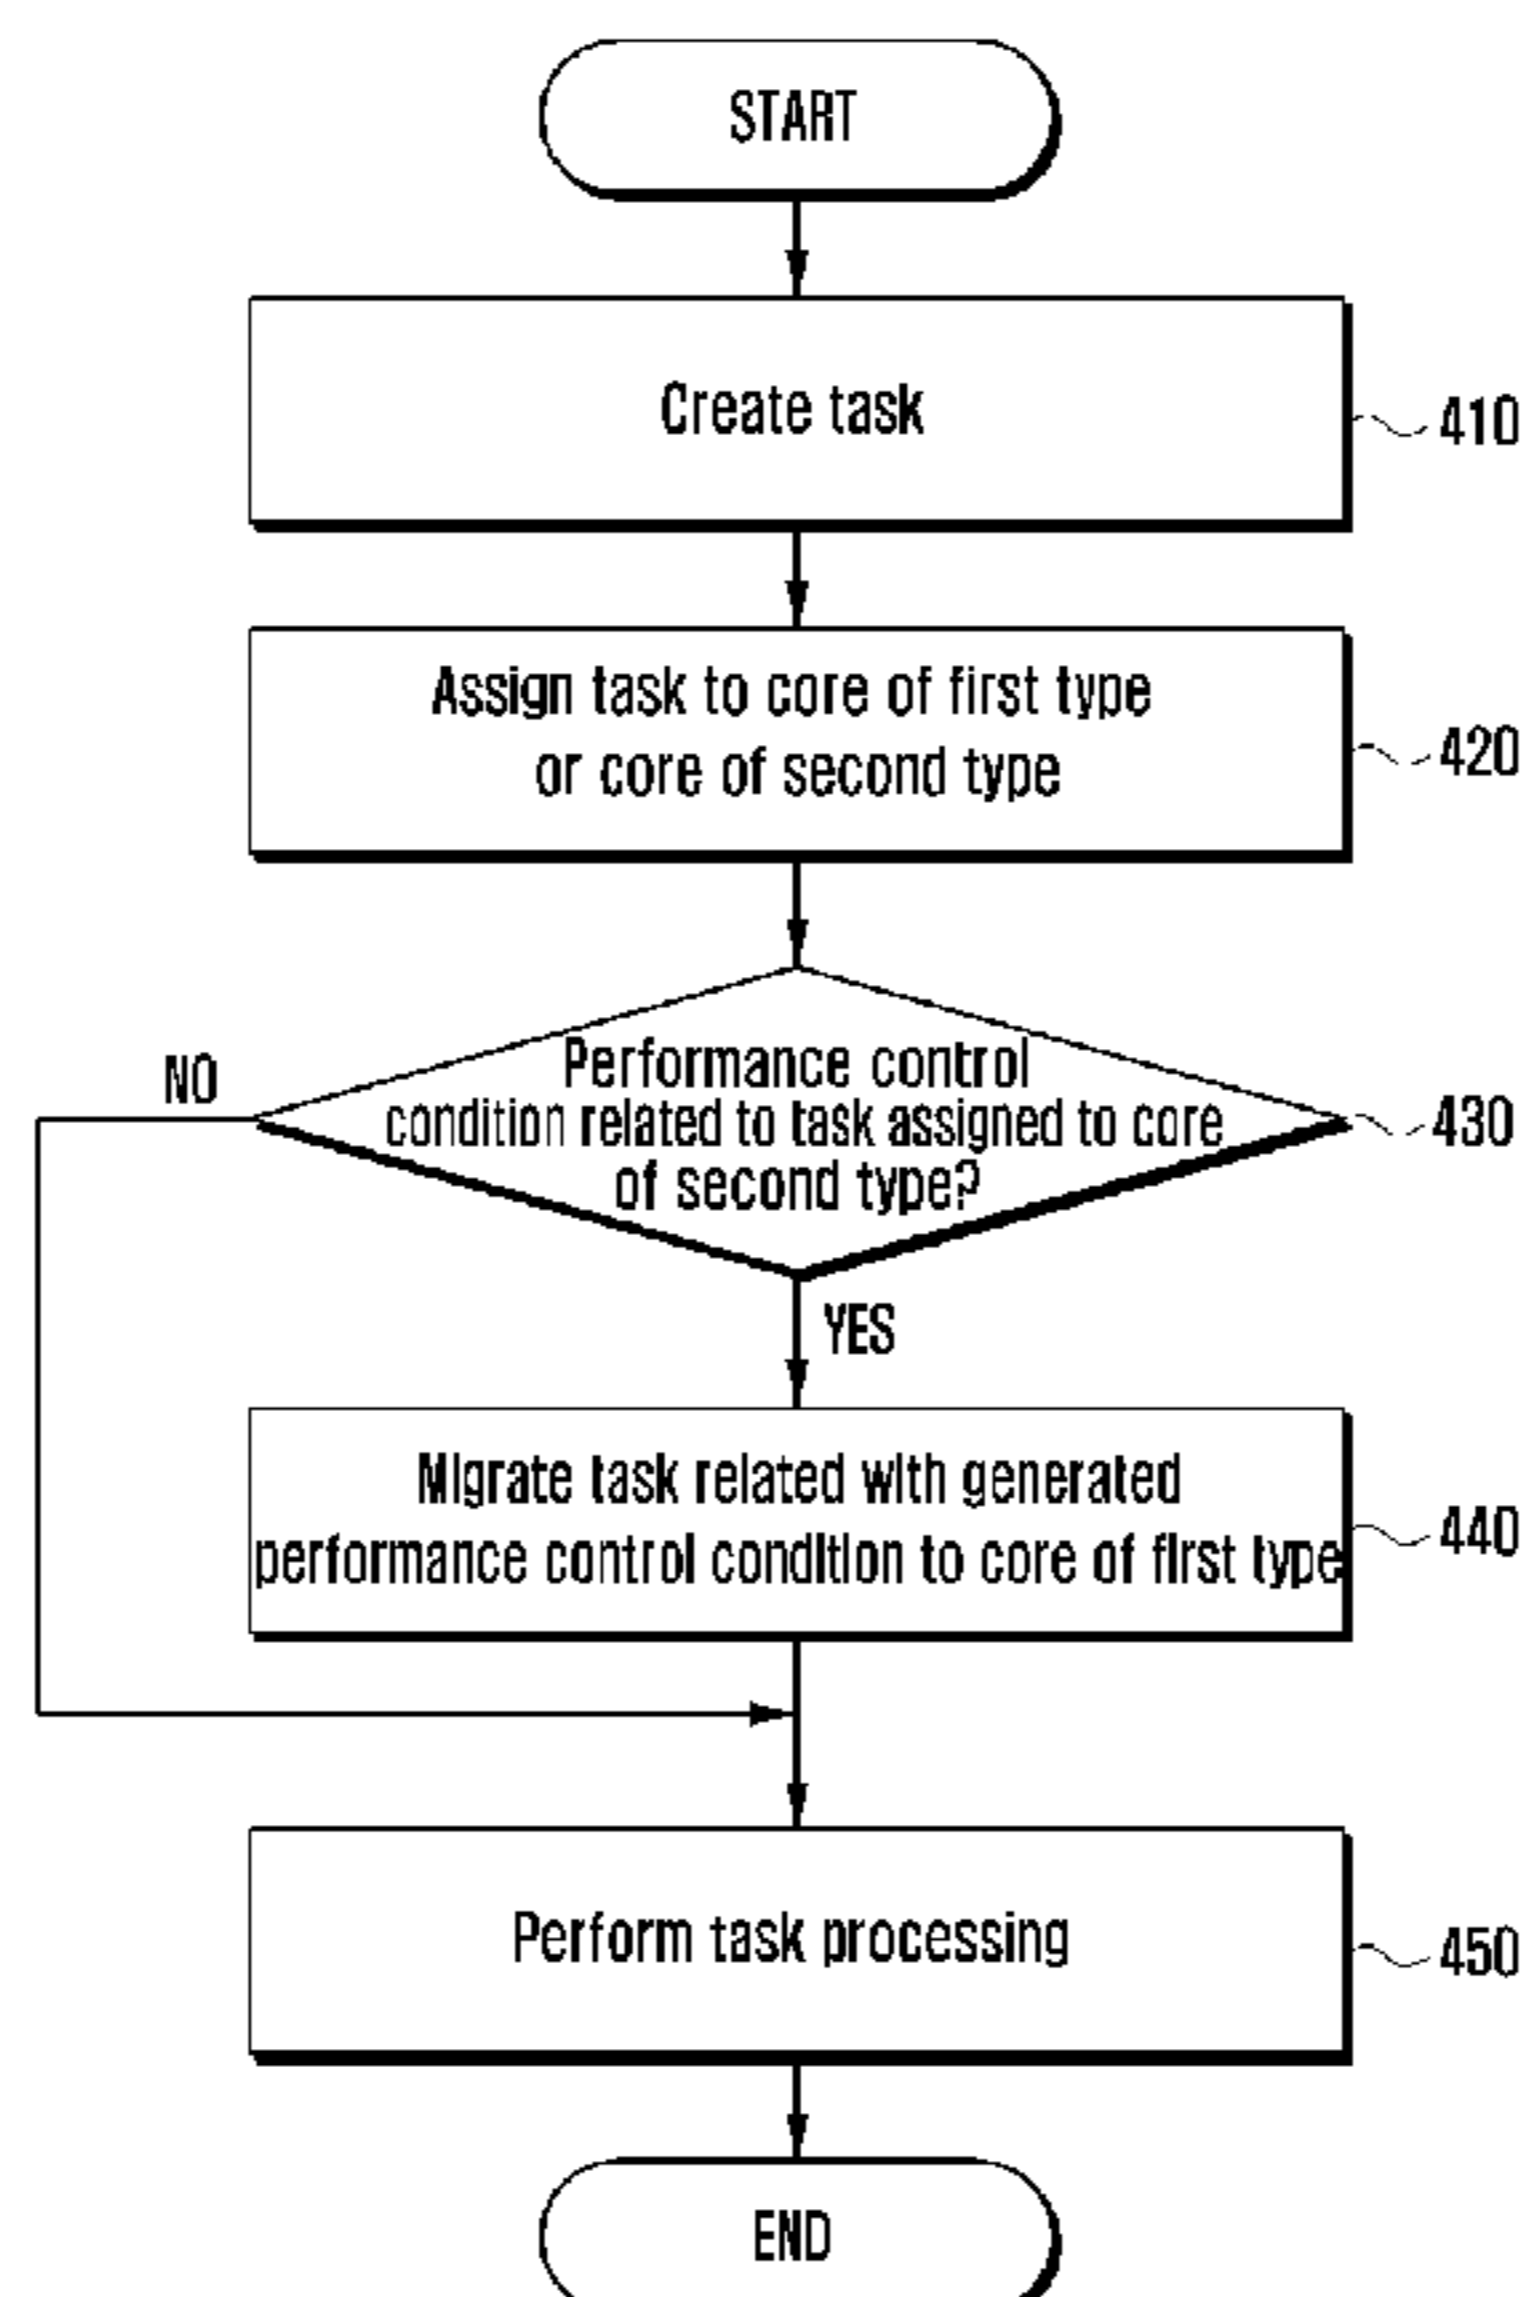 START
Create task
410
Assign task to core of first type
or core of second type
420
NO
Performance control
condition related to task assigned to core
of second type?
430
YES
Migrate task related with generated
performance control condition to core of first type
440
Perform task processing
450
END